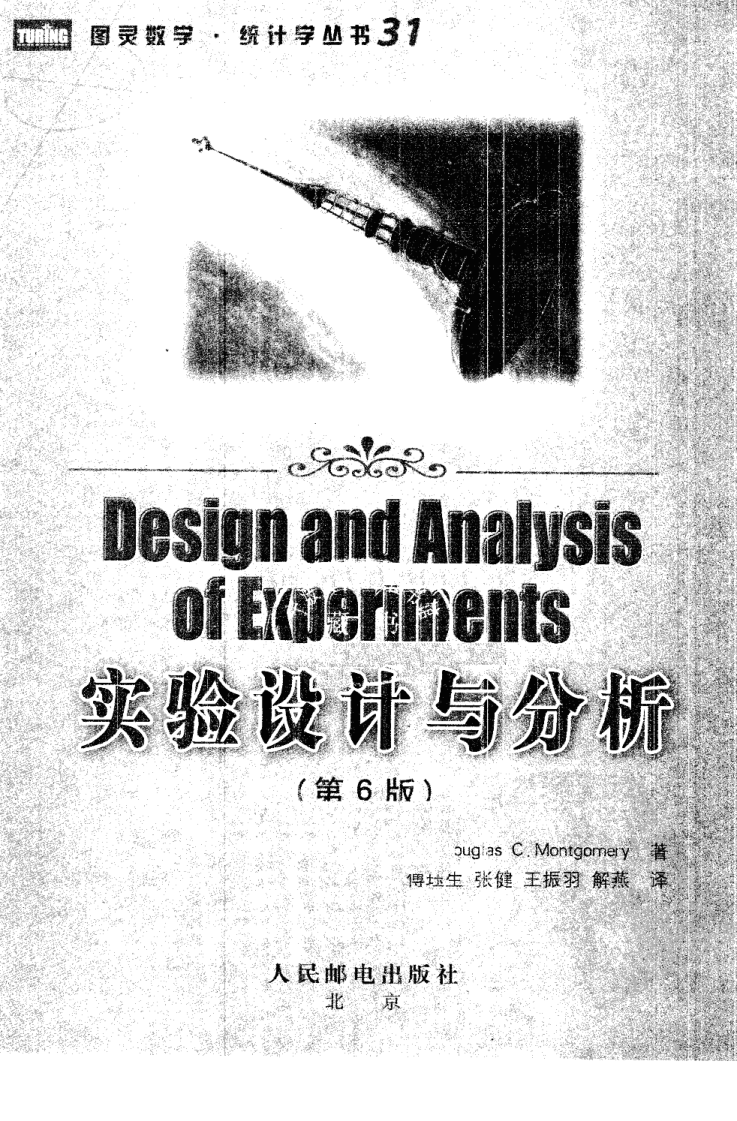 TURING 图灵数学·统计学丛书31
Design and Analysis
of Experiments
实验设计与分析
(第6版)
ouglas C. Montgomery 著
傅珏生 张健 王振羽 解燕 译
人民邮电出版社
北 京